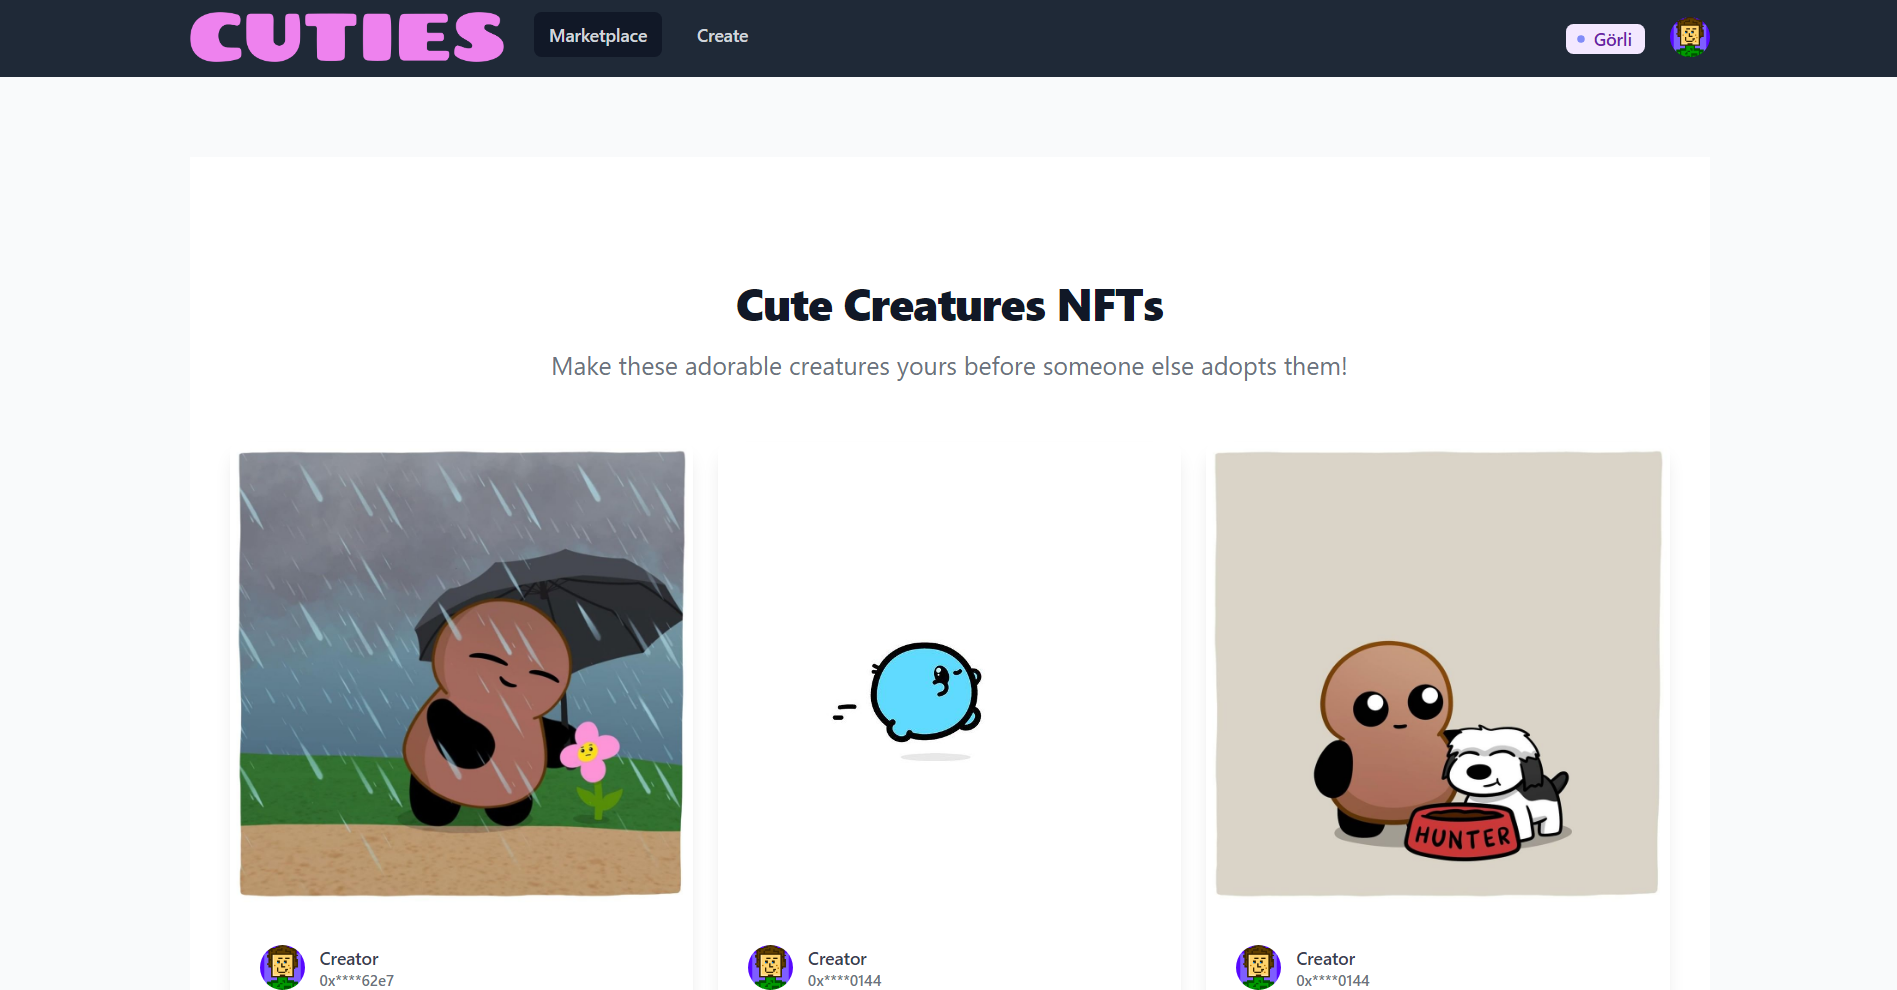 CUTIES Marketplace Create Görli
Cute Creatures NFTs
Make these adorable creatures yours before someone else adopts them!
HUNTER
Creator
0x****62e7
Creator
0x****0144
Creator
0x****0144